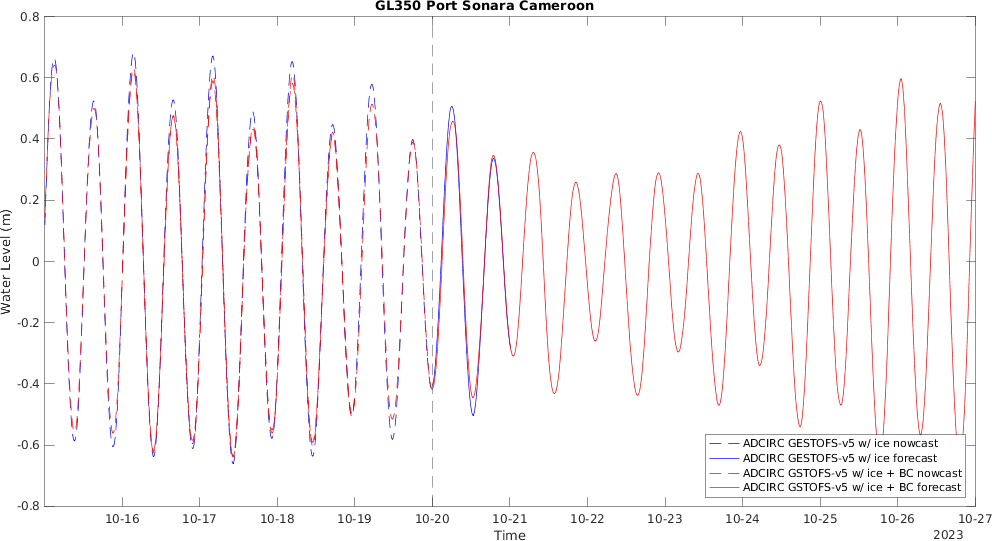 GL350 Port Sonara Cameroon
0.8
0.6
0.4
0.2
0
-0.2
-0.4
-0.6
-0.8
Water Level (m)
ADCIRC GESTOFS-v5 w/ ice nowcast
ADCIRC GESTOFS-v5 w/ ice forecast
ADCIRC GSTOFS-v5 w/ ice + BC nowcast
ADCIRC GSTOFS-v5 w/ ice + BC forecast
10-16 10-17 10-18 10-19 10-20 10-21 10-22 10-23 10-24 10-25 10-26 10-27
Time
2023